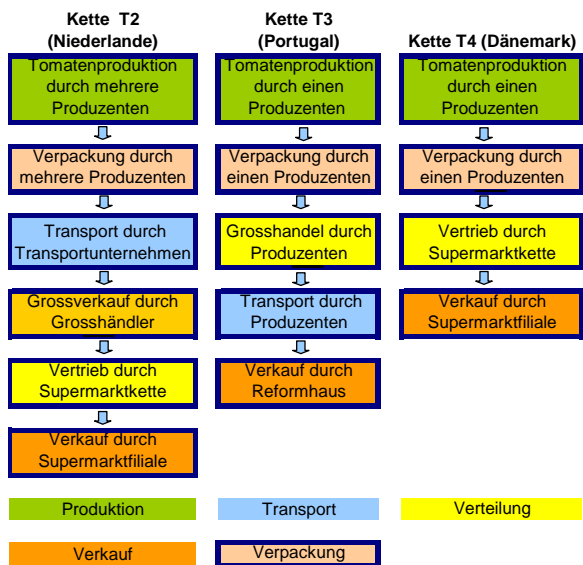 Kette T2
(Niederlande)
Tomatenproduktion
durch mehrere
Produzenten
Verpackung durch
mehrere Produzenten
Transport durch
Transportunternehmen
Grossverkauf durch
Grosshändler
Vertrieb durch
Supermarktkette
Verkauf durch
Supermarktfiliale
Kette T3
(Portugal)
Tomatenproduktion
durch einen
Produzenten
Verpackung durch
einen Produzenten
Grosshandel durch
Produzenten
Transport durch
Produzenten
Verkauf durch
Reformhaus
Kette T4 (Dänemark)
Tomatenproduktion
durch einen
Produzenten
Verpackung durch
einen Produzenten
Vertrieb durch
Supermarktkette
Verkauf durch
Supermarktfiliale
Produktion
Transport
Verteilung
Verkauf
Verpackung